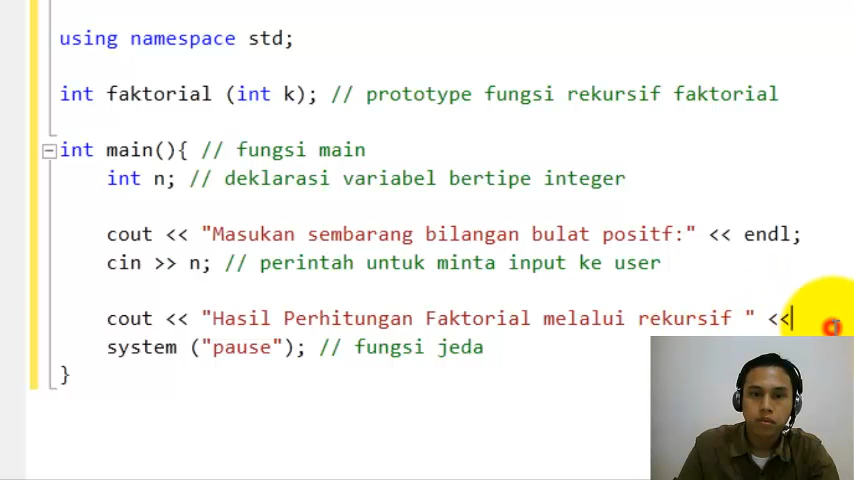 using namespace std;
int faktorial (int k); // prototype fungsi rekursif faktorial
int main(){ // fungsi main
int n; // deklarasi variabel bertipe integer
cout << "Masukan sembarang bilangan bulat positf:" << endl;
cin >> n; // perintah untuk minta input ke user
cout << "Hasil Perhitungan Faktorial melalui rekursif " <<
system ("pause"); // fungsi jeda
}